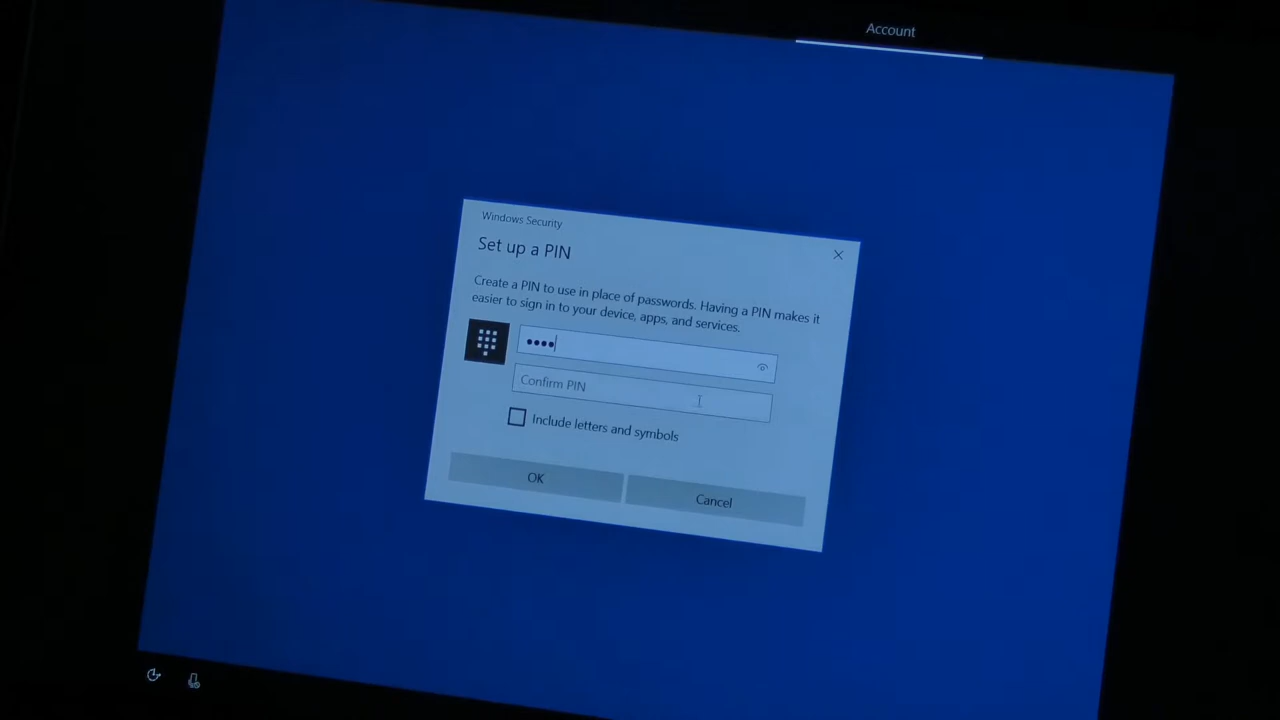 Account
Windows Security
Set up a PIN
Create a PIN to use in place of passwords. Having a PIN makes it
easier to sign in to your device, apps, and services.
••••
Confirm PIN
Include letters and symbols
OK
Cancel